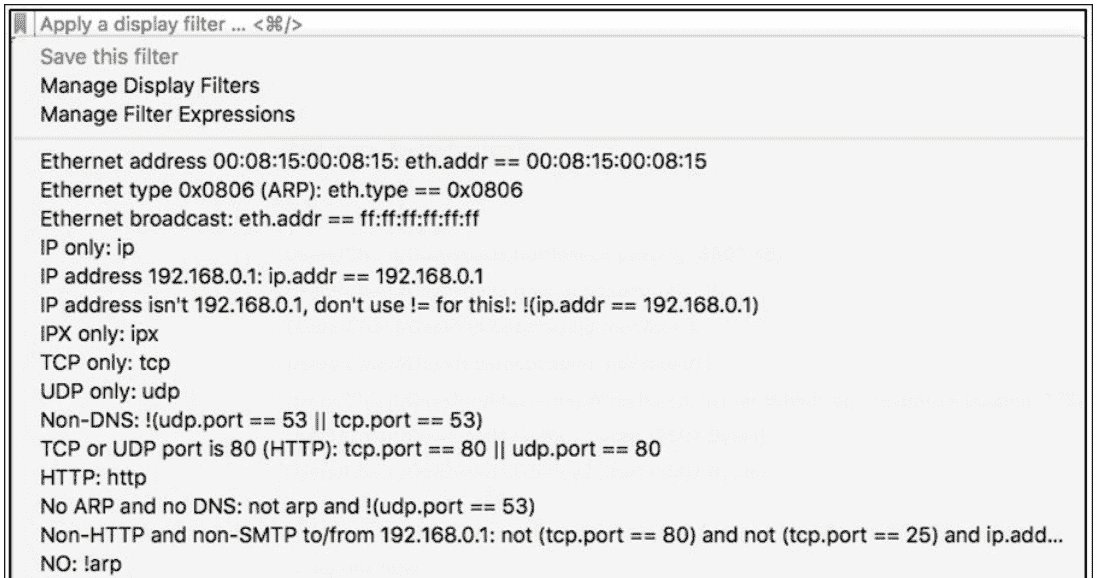 Apply a display filter ... <⌘/>
Save this filter
Manage Display Filters
Manage Filter Expressions
Ethernet address 00:08:15:00:08:15: eth.addr == 00:08:15:00:08:15
Ethernet type 0x0806 (ARP): eth.type == 0x0806
Ethernet broadcast: eth.addr == ff:ff:ff:ff:ff:ff
IP only: ip
IP address 192.168.0.1: ip.addr == 192.168.0.1
IP address isn't 192.168.0.1, don't use != for this!: !(ip.addr == 192.168.0.1)
IPX only: ipx
TCP only: tcp
UDP only: udp
Non-DNS: !(udp.port == 53 || tcp.port == 53)
TCP or UDP port is 80 (HTTP): tcp.port == 80 || udp.port == 80
HTTP: http
No ARP and no DNS: not arp and !(udp.port == 53)
Non-HTTP and non-SMTP to/from 192.168.0.1: not (tcp.port == 80) and not (tcp.port == 25) and ip.add...
NO: !arp